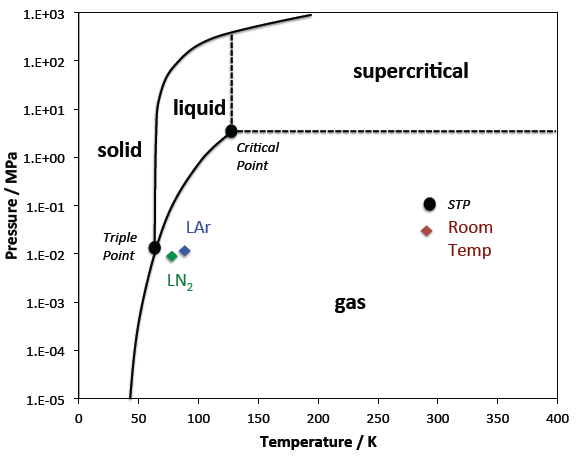 1.E+03
1.E+02
1.E+01
1.E+00
1.E-01
1.E-02
1.E-03
1.E-04
1.E-05
Pressure / MPa
supercritical
liquid
solid
Critical
Point
STP
Room
Temp
LAr
Triple
Point
LN2
gas
0 50 100 150 200 250 300 350 400
Temperature / K